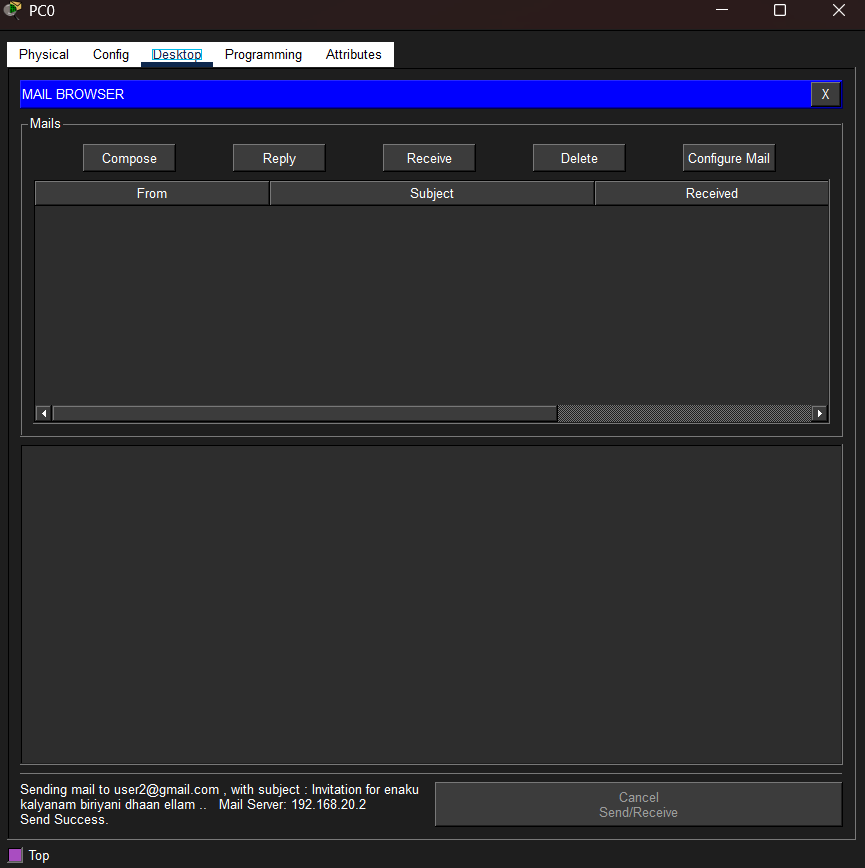 PC0
Physical Config Desktop Programming Attributes
MAIL BROWSER X
Mails
Compose Reply Receive Delete Configure Mail
From Subject Received
Sending mail to user2@gmail.com , with subject : Invitation for enaku
kalyanam biriyani dhaan ellam .. Mail Server: 192.168.20.2
Send Success.
Cancel
Send/Receive
Top